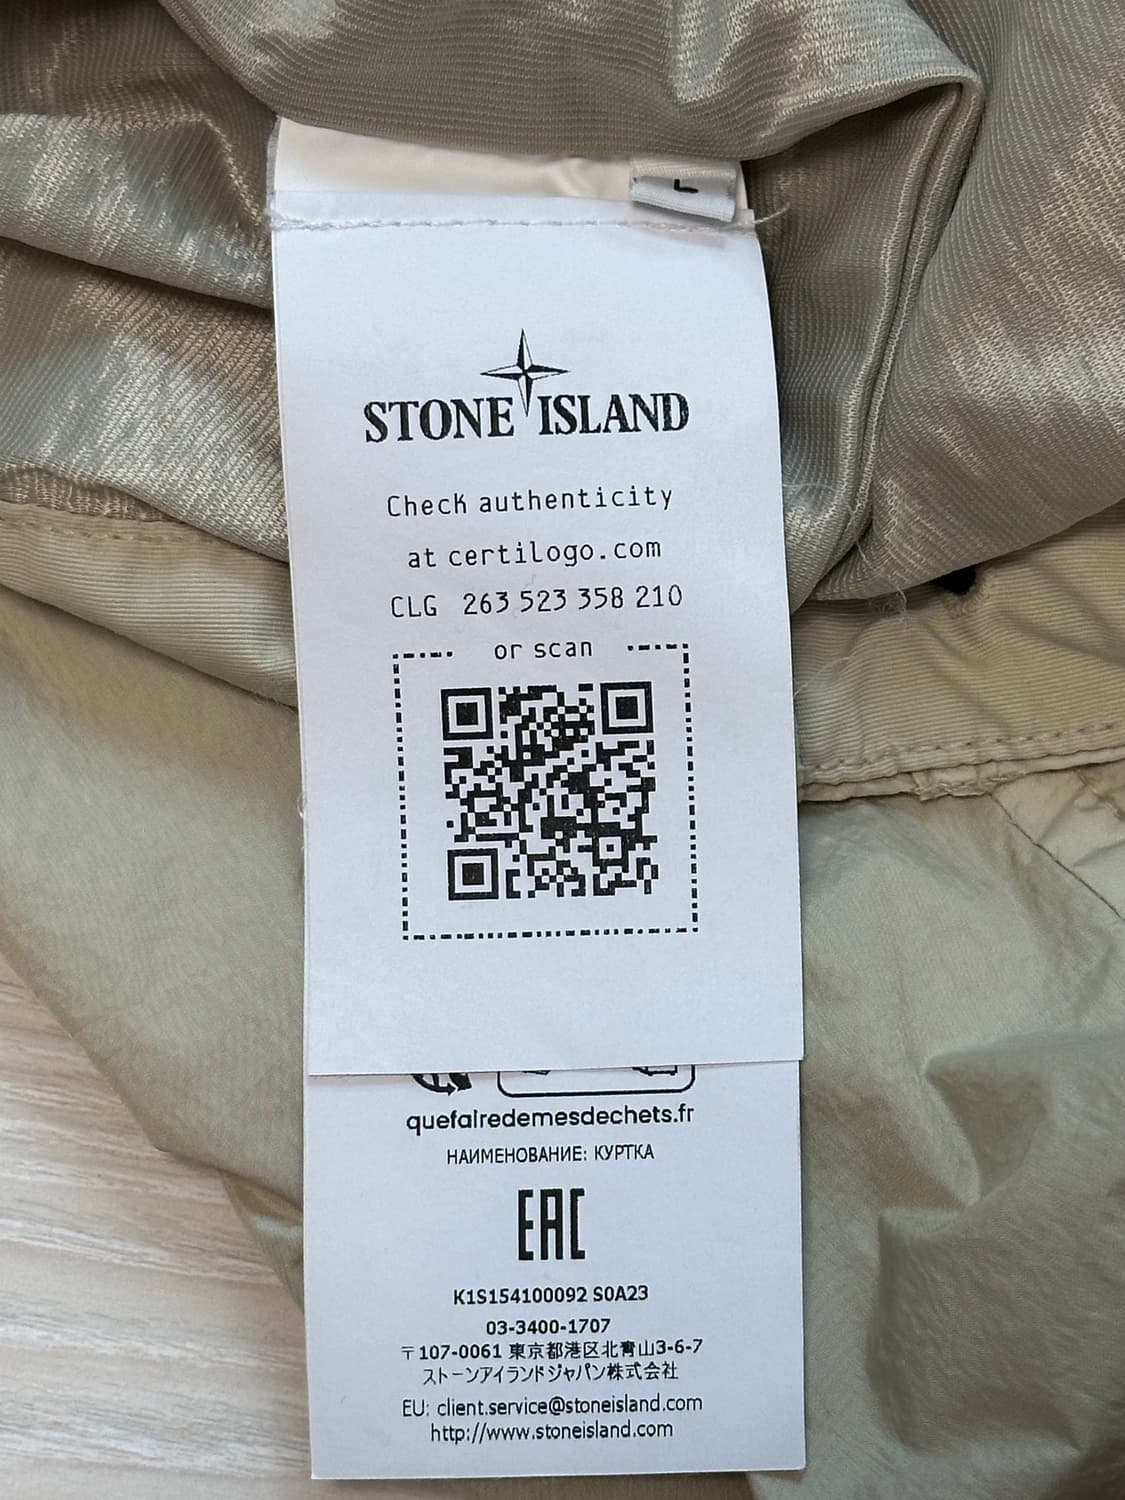 L
STONE ISLAND
Check authenticity
at certilogo.com
CLG 263 523 358 210
or scan
quefairedemesdechets.fr
НАИМЕНОВАНИЕ: КУРТКА
EAC
K1S154100092 S0A23
03-3400-1707
〒107-0061 東京都港区北青山3-6-7
ストーンアイランドジャパン株式会社
EU: client.service@stoneisland.com
http://www.stoneisland.com